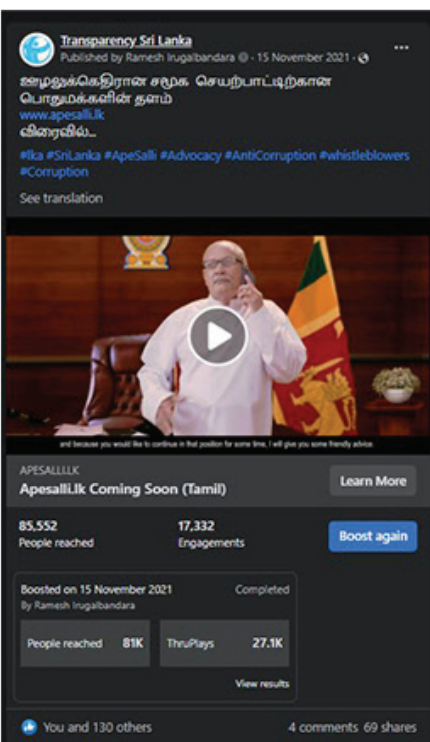 Transparency Sri Lanka
Published by Ramesh Irugalbandara · 15 November 2021 ·
ஊழலுக்கெதிரான சமூக செயற்பாட்டிற்கான
பொதுமக்களின் தளம்
www.apesalli.lk
விரைவில்..
#lka #SriLanka #ApeSalli #Advocacy #AntiCorruption #whistleblowers
#Corruption
See translation
and because you would like to continue in that position for some time, I will give you some friendly advice.
APESALLI.LK
Apesalli.lk Coming Soon (Tamil)
Learn More
85,552
People reached
17,332
Engagements
Boost again
Boosted on 15 November 2021
Completed
By Ramesh Irugalbandara
People reached 81K
ThruPlays 27.1K
View results
You and 130 others
4 comments 69 shares